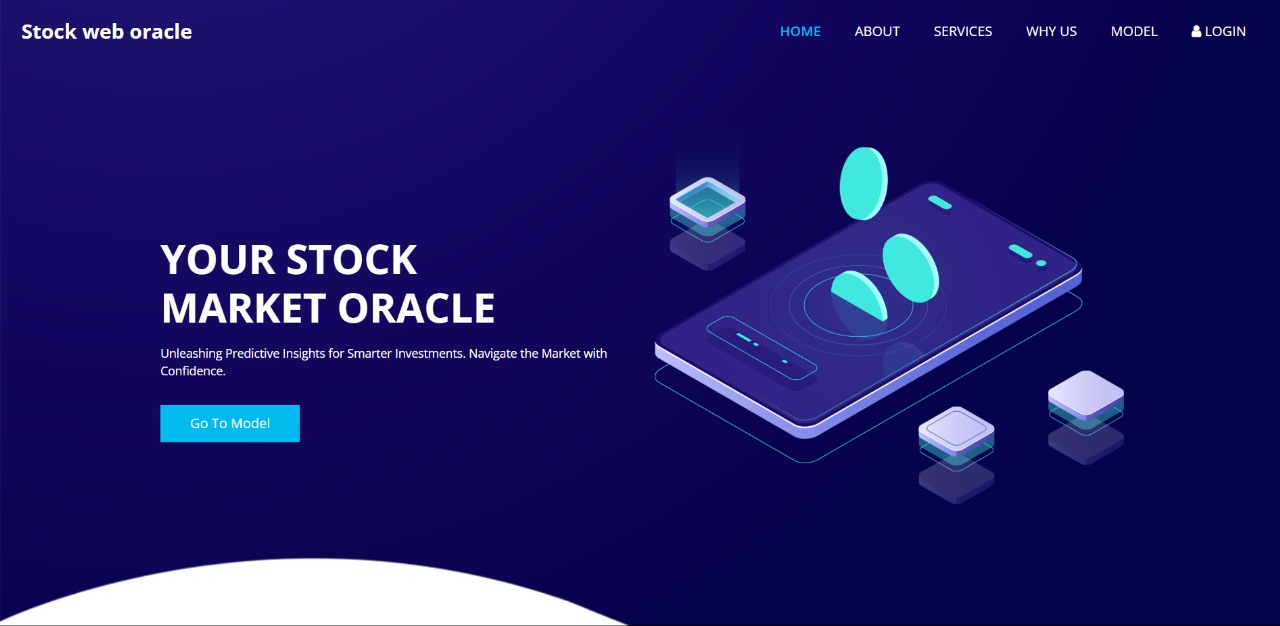 Stock web oracle
HOME ABOUT SERVICES WHY US MODEL LOGIN
YOUR STOCK
MARKET ORACLE
Unleashing Predictive Insights for Smarter Investments. Navigate the Market with
Confidence.
Go To Model